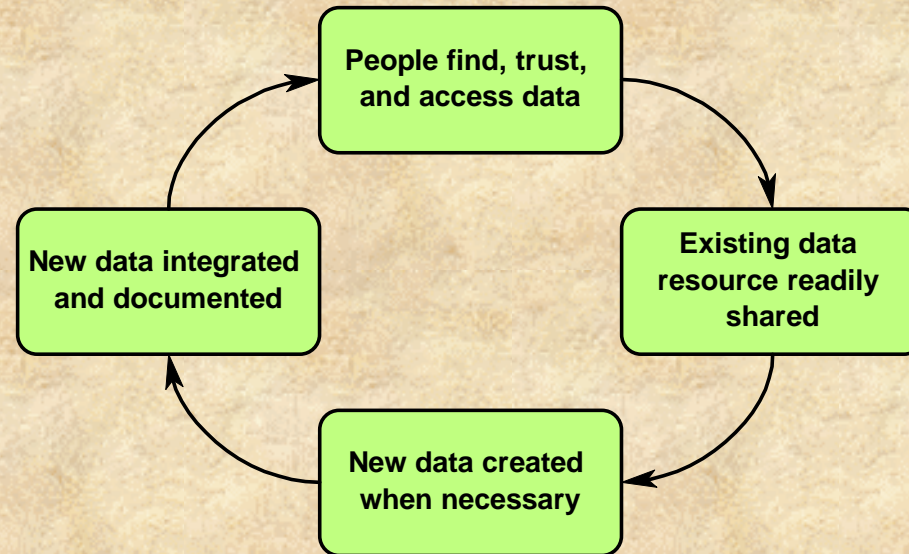 People find, trust,
and access data
Existing data
resource readily
shared
New data created
when necessary
New data integrated
and documented